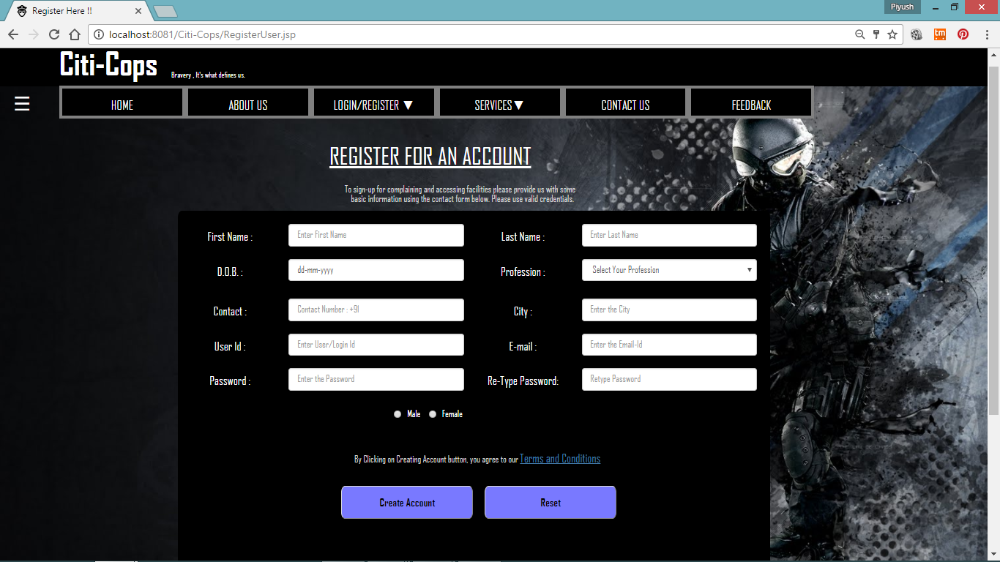 Register Here !!
Piyush
localhost:8081/Citi-Cops/RegisterUser.jsp
tm
Citi-Cops
Bravery , It's what defines us.
☰
HOME ABOUT US LOGIN/REGISTER ▼ SERVICES▼ CONTACT US FEEDBACK
REGISTER FOR AN ACCOUNT
To sign-up for complaining and accessing facilities please provide us with some
basic information using the contact form below. Please use valid credentials.
First Name : Enter First Name Last Name : Enter Last Name
D.O.B. : dd-mm-yyyy Profession : Select Your Profession
Contact : Contact Number : +91 City : Enter the City
User Id : Enter User/Login Id E-mail : Enter the Email-Id
Password : Enter the Password Re-Type Password: Retype Password
Male Female
By Clicking on Creating Account button, you agree to our Terms and Conditions
Create Account Reset